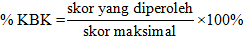 % KBK = skor yang diperoleh / skor maksimal ×100%